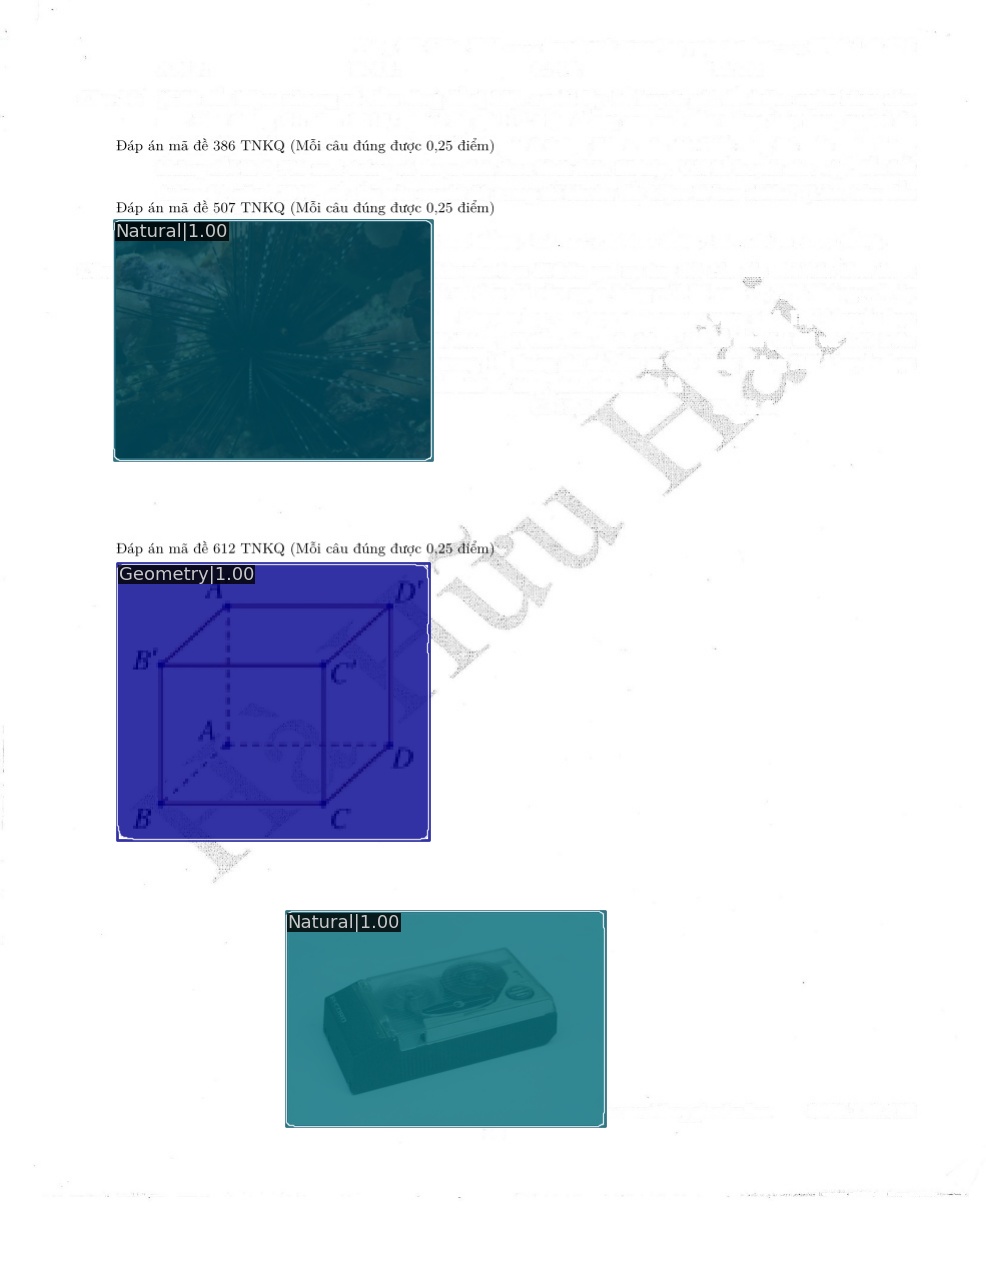 Đáp án mã đề 386 TNKQ (Mỗi câu đúng được 0,25 điểm)
Đáp án mã đề 507 TNKQ (Mỗi câu đúng được 0,25 điểm)
Natural|1.00
Đáp án mã đề 612 TNKQ (Mỗi câu đúng được 0,25 điểm)
Geometry|1.00
A D'
B' C'
A D
B C
Hà Hữu Hải
Natural|1.00